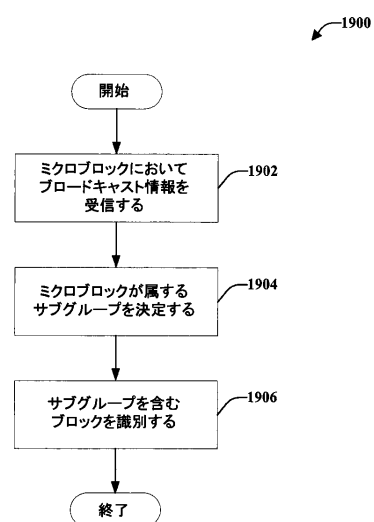 1900
開始
ミクロブロックにおいて
ブロードキャスト情報を
受信する
1902
ミクロブロックが属する
サブグループを決定する
1904
サブグループを含む
ブロックを識別する
1906
終了